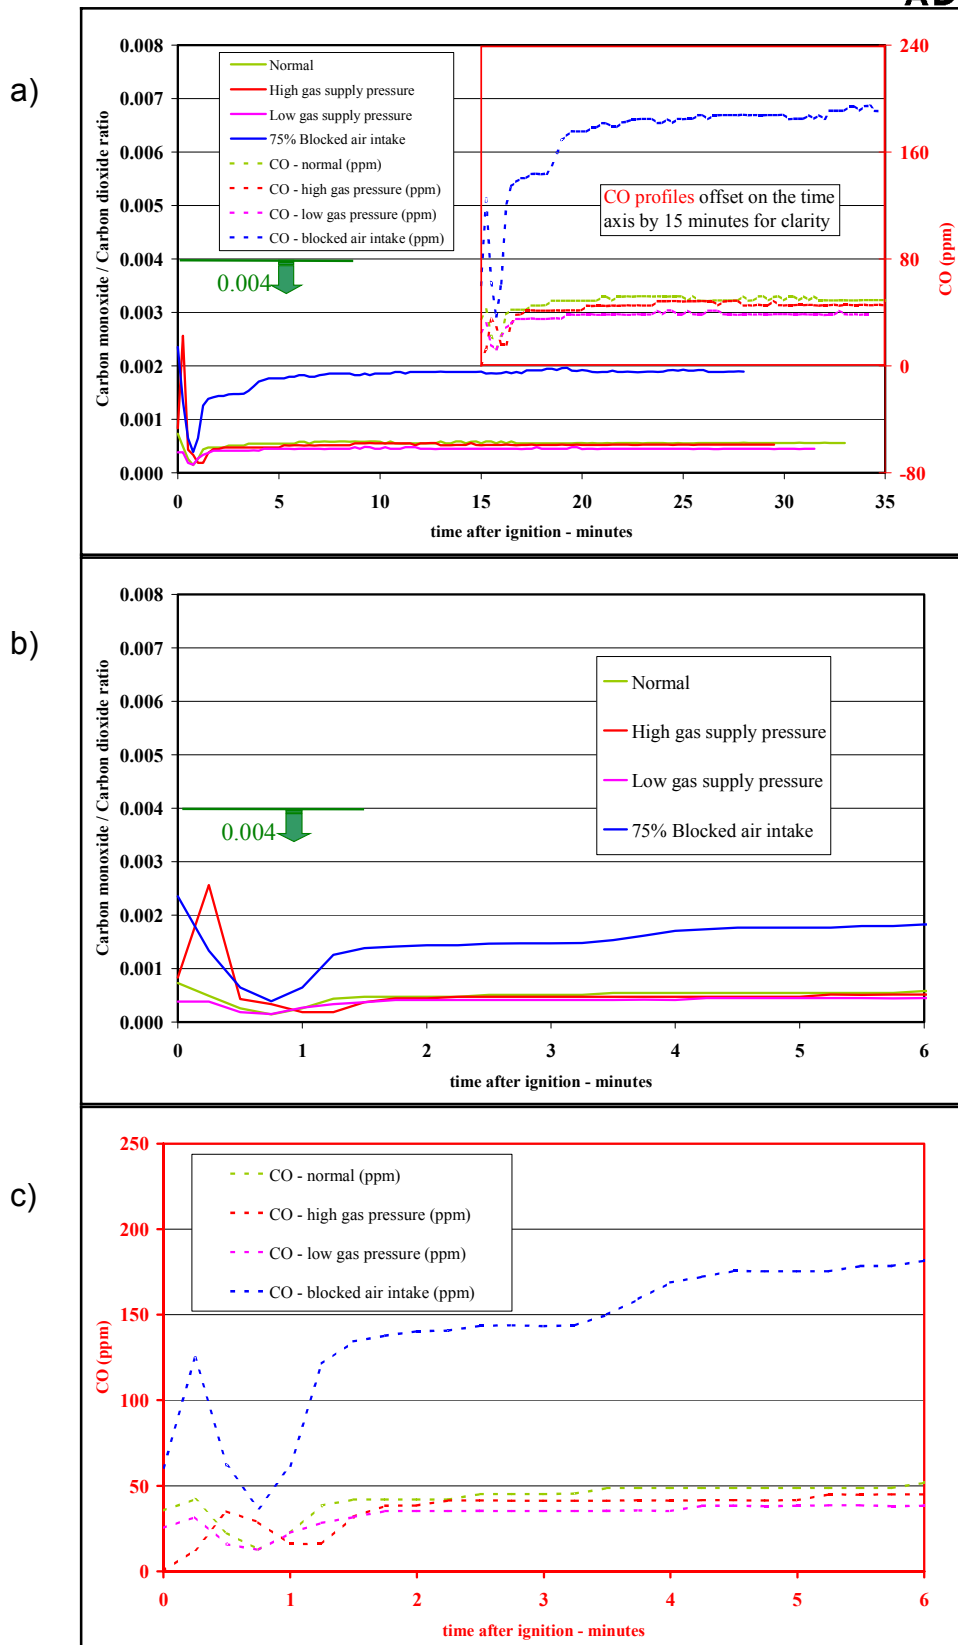 AD
a)
0.008
0.007
0.006
0.005
0.004
0.003
0.002
0.001
0.000
Carbon monoxide / Carbon dioxide ratio
Normal
High gas supply pressure
Low gas supply pressure
75% Blocked air intake
CO - normal (ppm)
CO - high gas pressure (ppm)
CO - low gas pressure (ppm)
CO - blocked air intake (ppm)
0.004
CO profiles offset on the time
axis by 15 minutes for clarity
240
160
80
0
-80
CO (ppm)
0 5 10 15 20 25 30 35
time after ignition - minutes
b)
0.008
0.007
0.006
0.005
0.004
0.003
0.002
0.001
0.000
Carbon monoxide / Carbon dioxide ratio
Normal
High gas supply pressure
Low gas supply pressure
75% Blocked air intake
0.004
0 1 2 3 4 5 6
time after ignition - minutes
c)
250
200
150
100
50
0
CO (ppm)
CO - normal (ppm)
CO - high gas pressure (ppm)
CO - low gas pressure (ppm)
CO - blocked air intake (ppm)
0 1 2 3 4 5 6
time after ignition - minutes